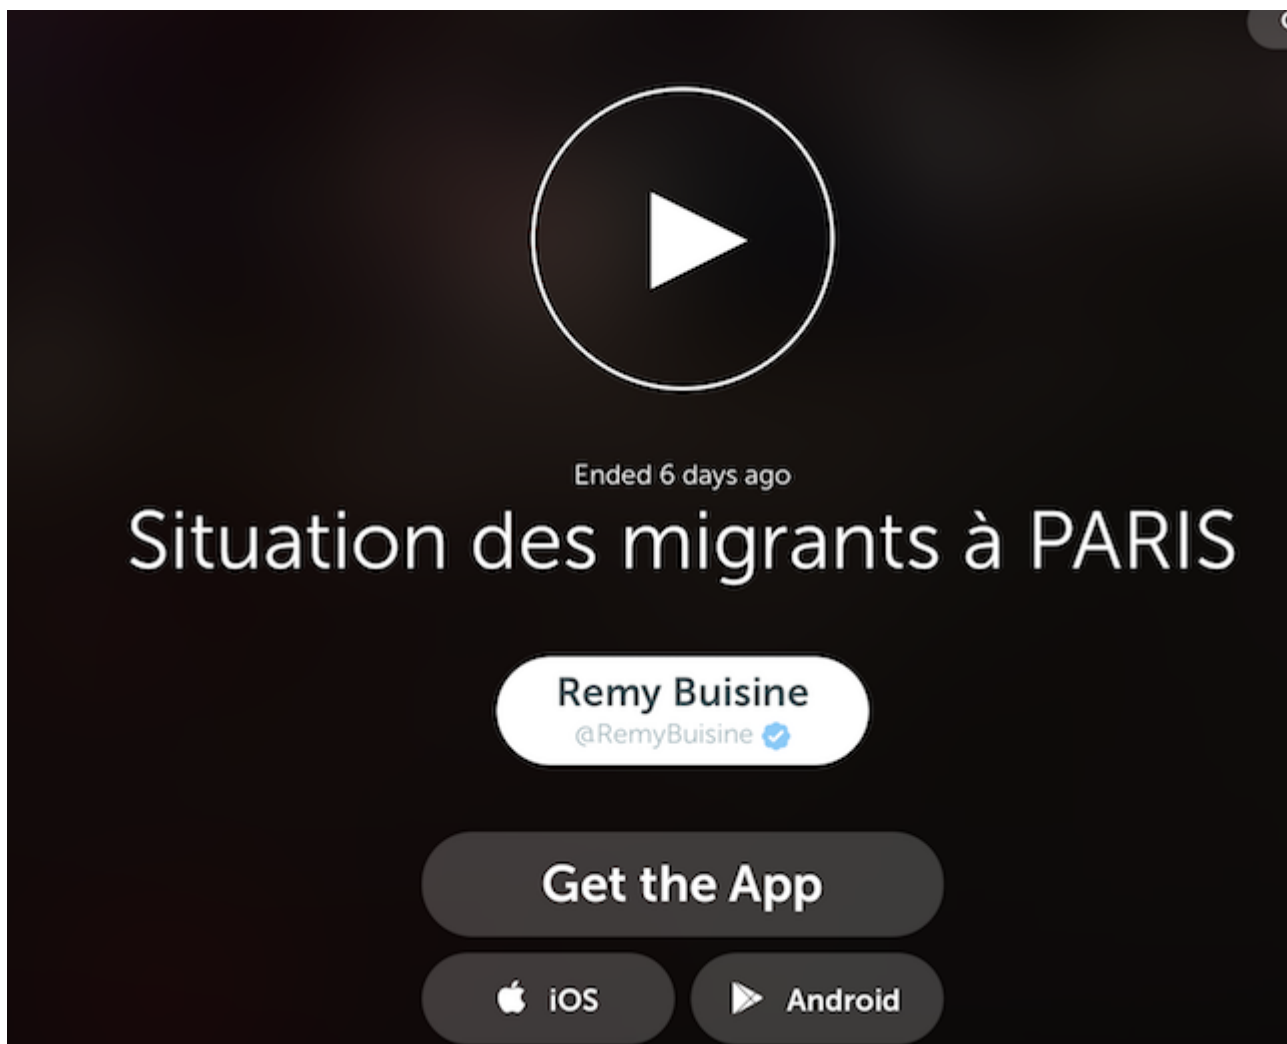 Ended 6 days ago
Situation des migrants à PARIS
Remy Buisine
@RemyBuisine
Get the App
iOS
Android